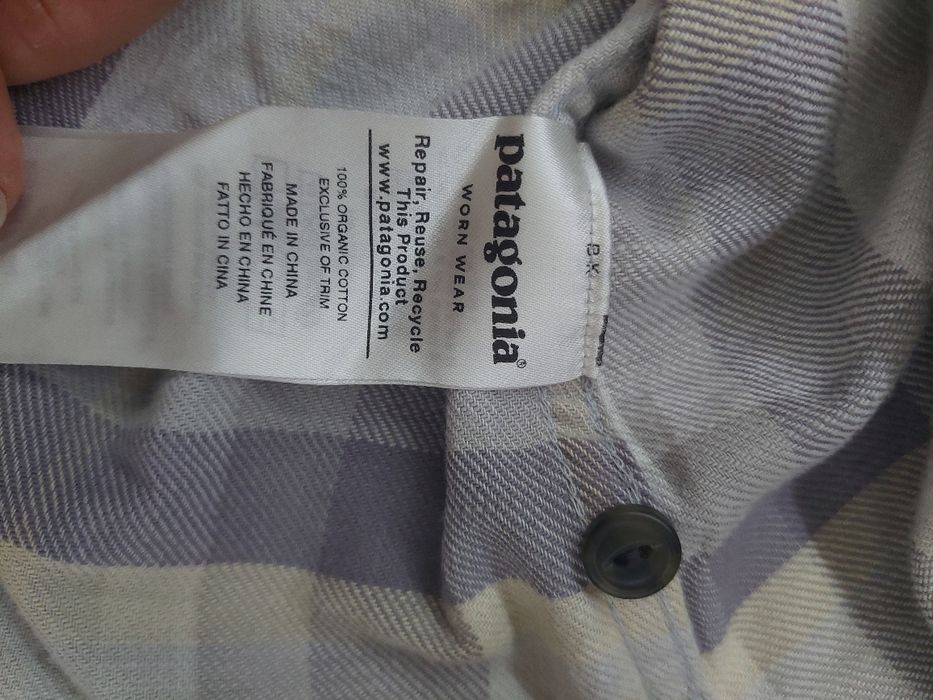 patagonia®
WORN WEAR
Repair, Reuse, Recycle
This Product
www.patagonia.com
100% ORGANIC COTTON
EXCLUSIVE OF TRIM
MADE IN CHINA
FABRIQUÉ EN CHINE
HECHO EN CHINA
FATTO IN CINA
B.K.